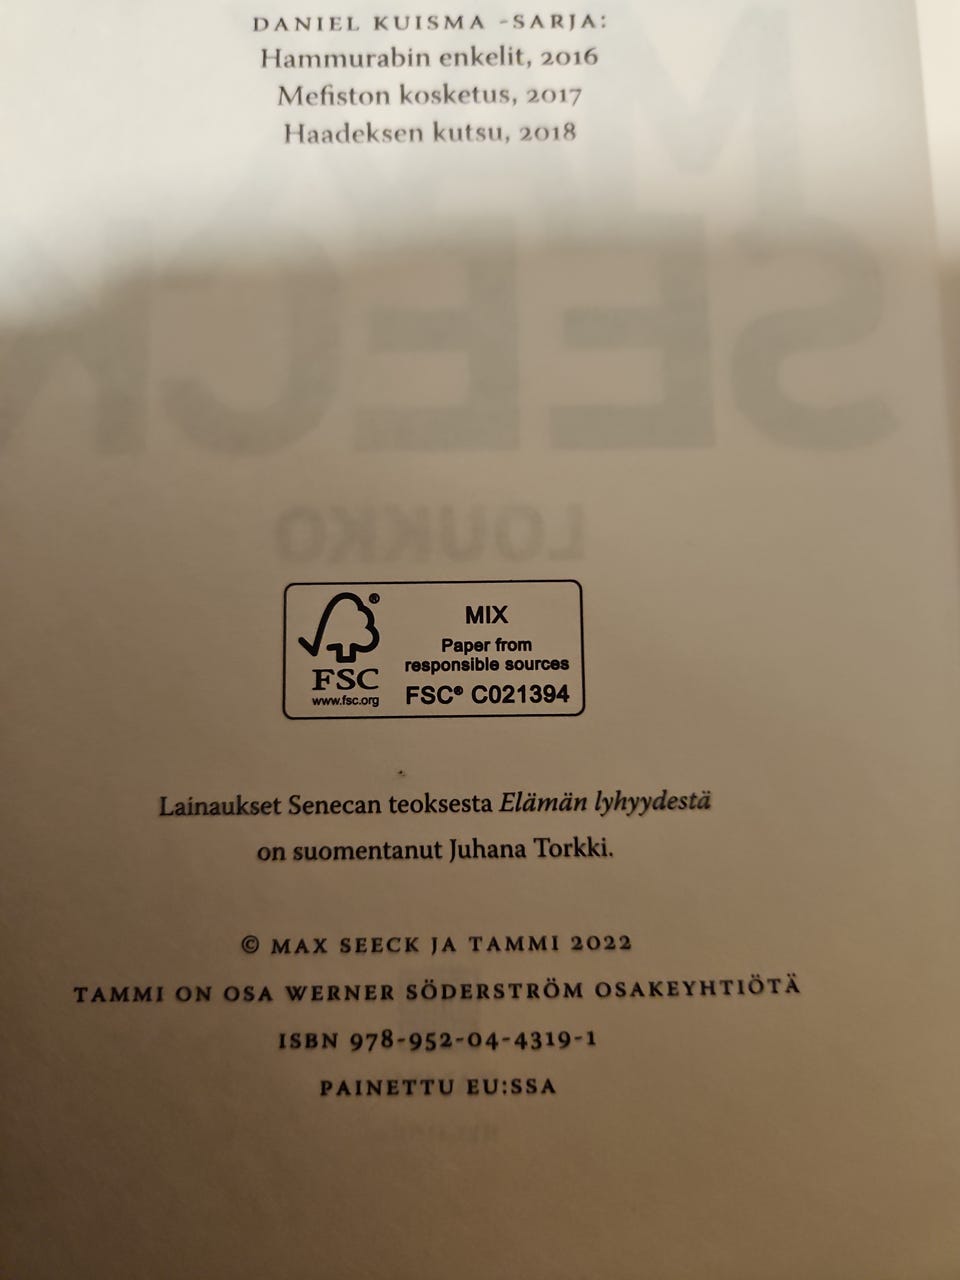 DANIEL KUISMA -SARJA:
Hammurabin enkelit, 2016
Mefiston kosketus, 2017
Haadeksen kutsu, 2018
SEECK
LOUKKO
MIX
Paper from
responsible sources
FSC® C021394
®
FSC
www.fsc.org
Lainaukset Senecan teoksesta Elämän lyhyydestä
on suomentanut Juhana Torkki.
© MAX SEECK JA TAMMI 2022
TAMMI ON OSA WERNER SÖDERSTRÖM OSAKEYHTIÖTÄ
ISBN 978-952-04-4319-1
PAINETTU EU:SSA